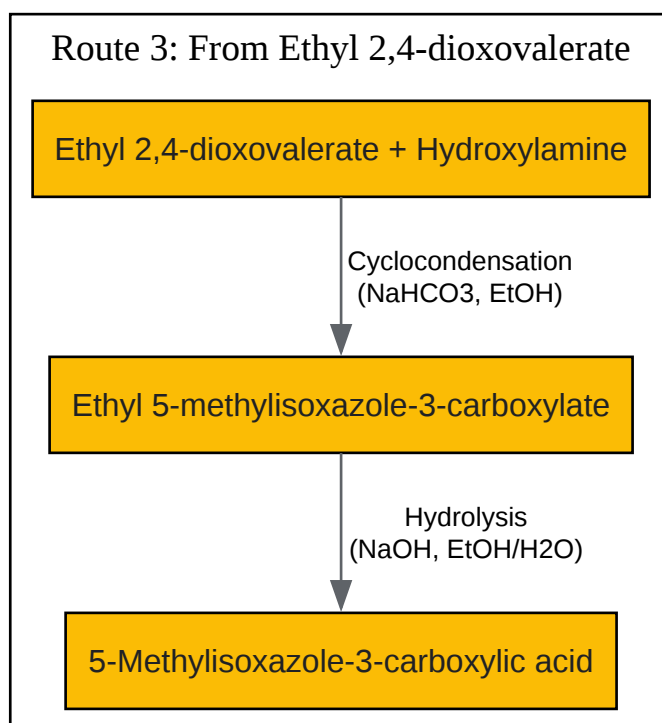 Route 3: From Ethyl 2,4-dioxovalerate
Ethyl 2,4-dioxovalerate + Hydroxylamine
Cyclocondensation
(NaHCO3, EtOH)
Ethyl 5-methylisoxazole-3-carboxylate
Hydrolysis
(NaOH, EtOH/H2O)
5-Methylisoxazole-3-carboxylic acid